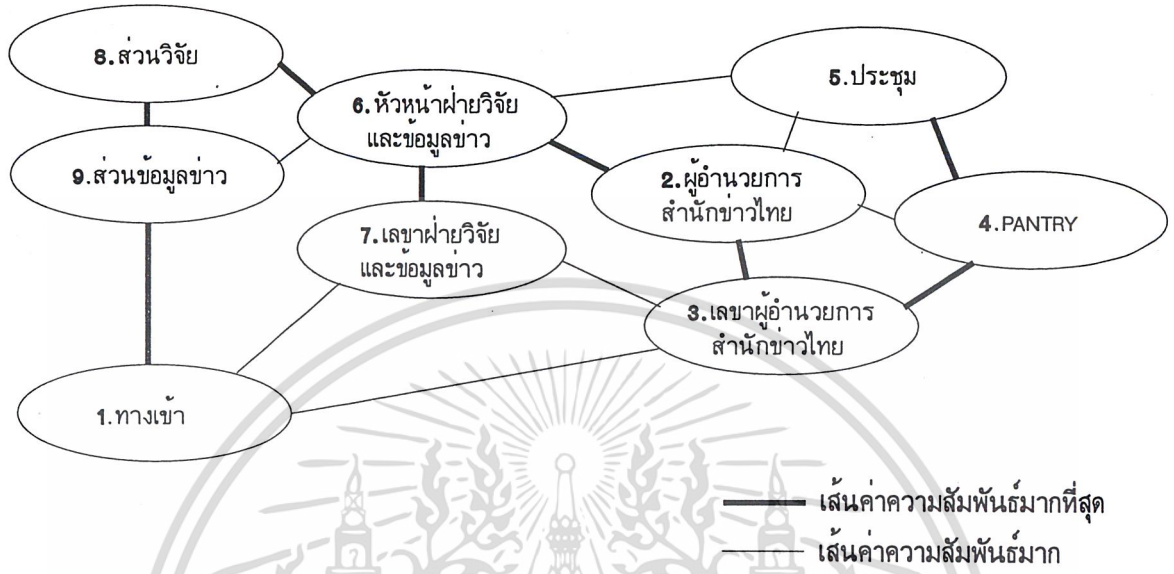 8.ส่วนวิจัย
5.ประชุม
6.หัวหน้าฝ่ายวิจัย
และข้อมูลข่าว
9.ส่วนข้อมูลข่าว
2.ผู้อำนวยการ
สำนักข่าวไทย
4.PANTRY
7.เลขาฝ่ายวิจัย
และข้อมูลข่าว
3.เลขาผู้อำนวยการ
สำนักข่าวไทย
1.ทางเข้า
เส้นค่าความสัมพันธ์มากที่สุด
เส้นค่าความสัมพันธ์มาก